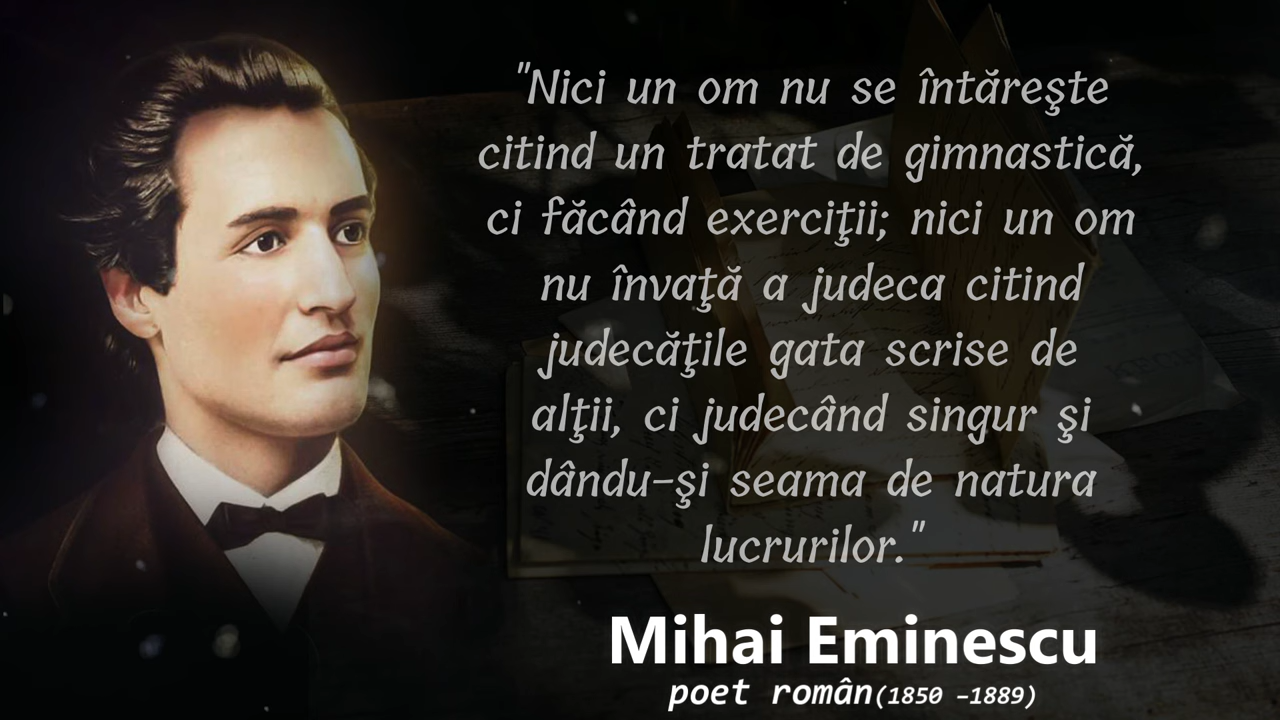 "Nici un om nu se întăreşte
citind un tratat de gimnastică,
ci făcând exerciţii; nici un om
nu învaţă a judeca citind
judecăţile gata scrise de
alţii, ci judecând singur şi
dându-şi seama de natura
lucrurilor."
Mihai Eminescu
poet român(1850 -1889)